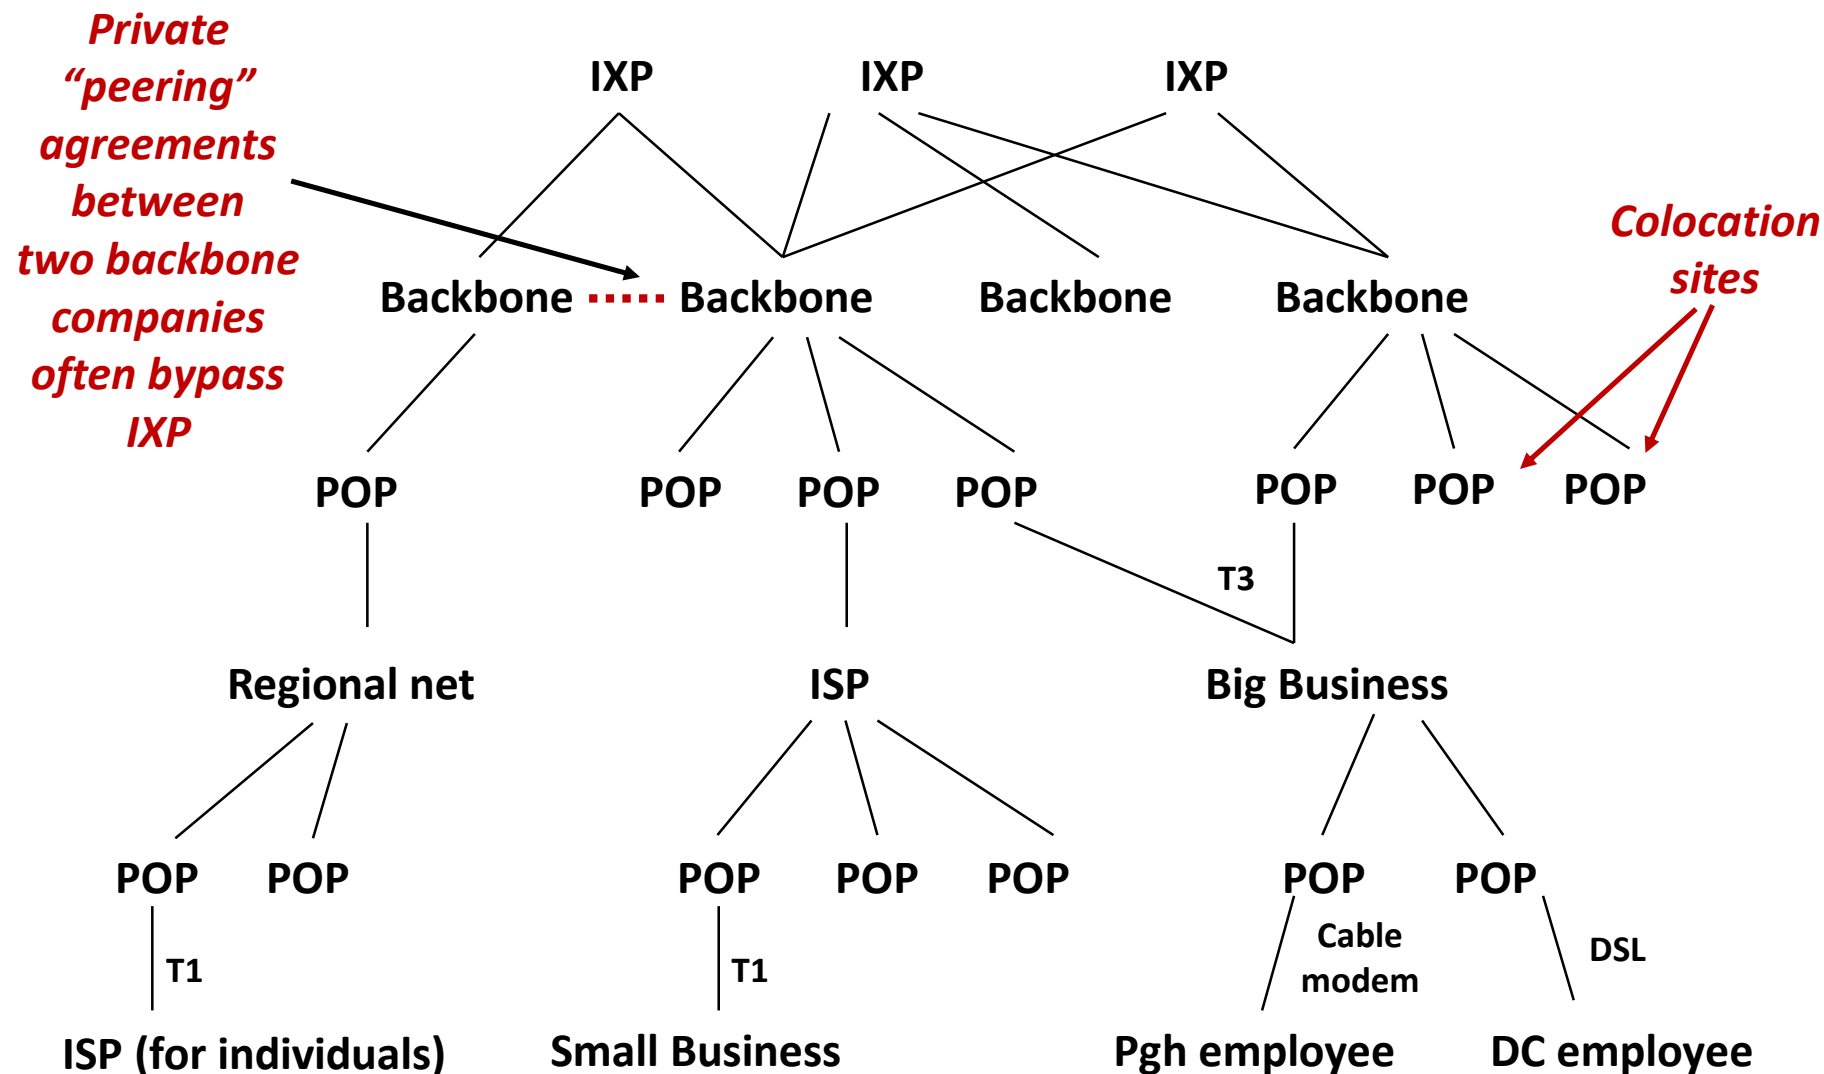 Private
“peering”
agreements
between
two backbone
companies
often bypass
IXP
IXP IXP IXP
Colocation
sites
Backbone Backbone Backbone Backbone
POP POP POP POP POP POP POP
T3
Regional net ISP Big Business
POP POP POP POP POP POP POP
T1 T1 Cable
modem
DSL
ISP (for individuals) Small Business Pgh employee DC employee